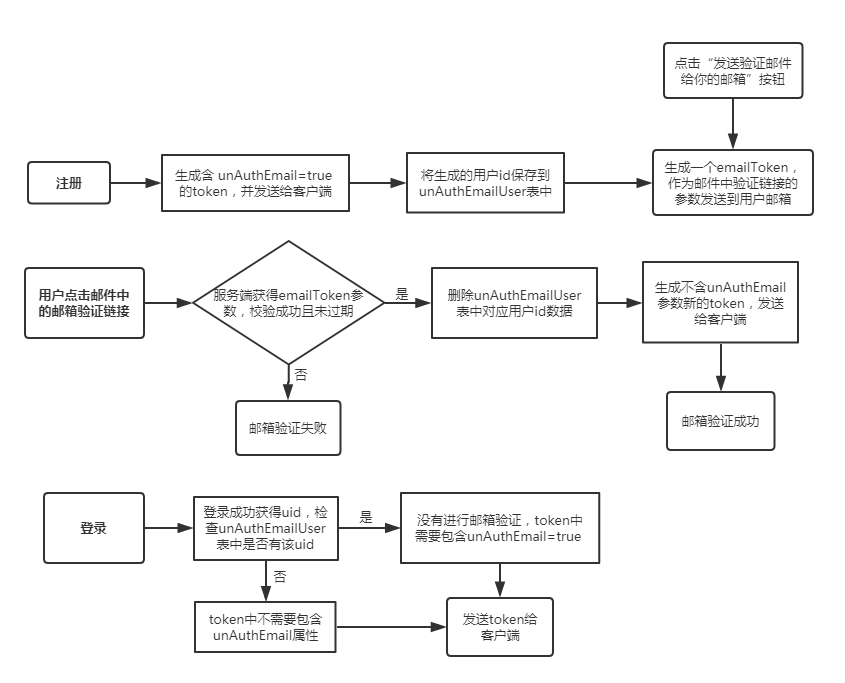 点击“发送验证邮件
给你的邮箱”按钮
注册
生成含 unAuthEmail=true
的token，并发送给客户端
将生成的用户id保存到
unAuthEmailUser表中
生成一个emailToken，
作为邮件中验证链接的
参数发送到用户邮箱
用户点击邮件中
的邮箱验证链接
服务端获得emailToken参
数，校验成功且未过期
是
删除unAuthEmailUser
表中对应用户id数据
生成不含unAuthEmail
参数新的token，发送
给客户端
否
邮箱验证失败
邮箱验证成功
登录
登录成功获得uid，检
查unAuthEmailUser
表中是否有该uid
是
没有进行邮箱验证，token中
需要包含unAuthEmail=true
否
token中不需要包含
unAuthEmail属性
发送token给
客户端